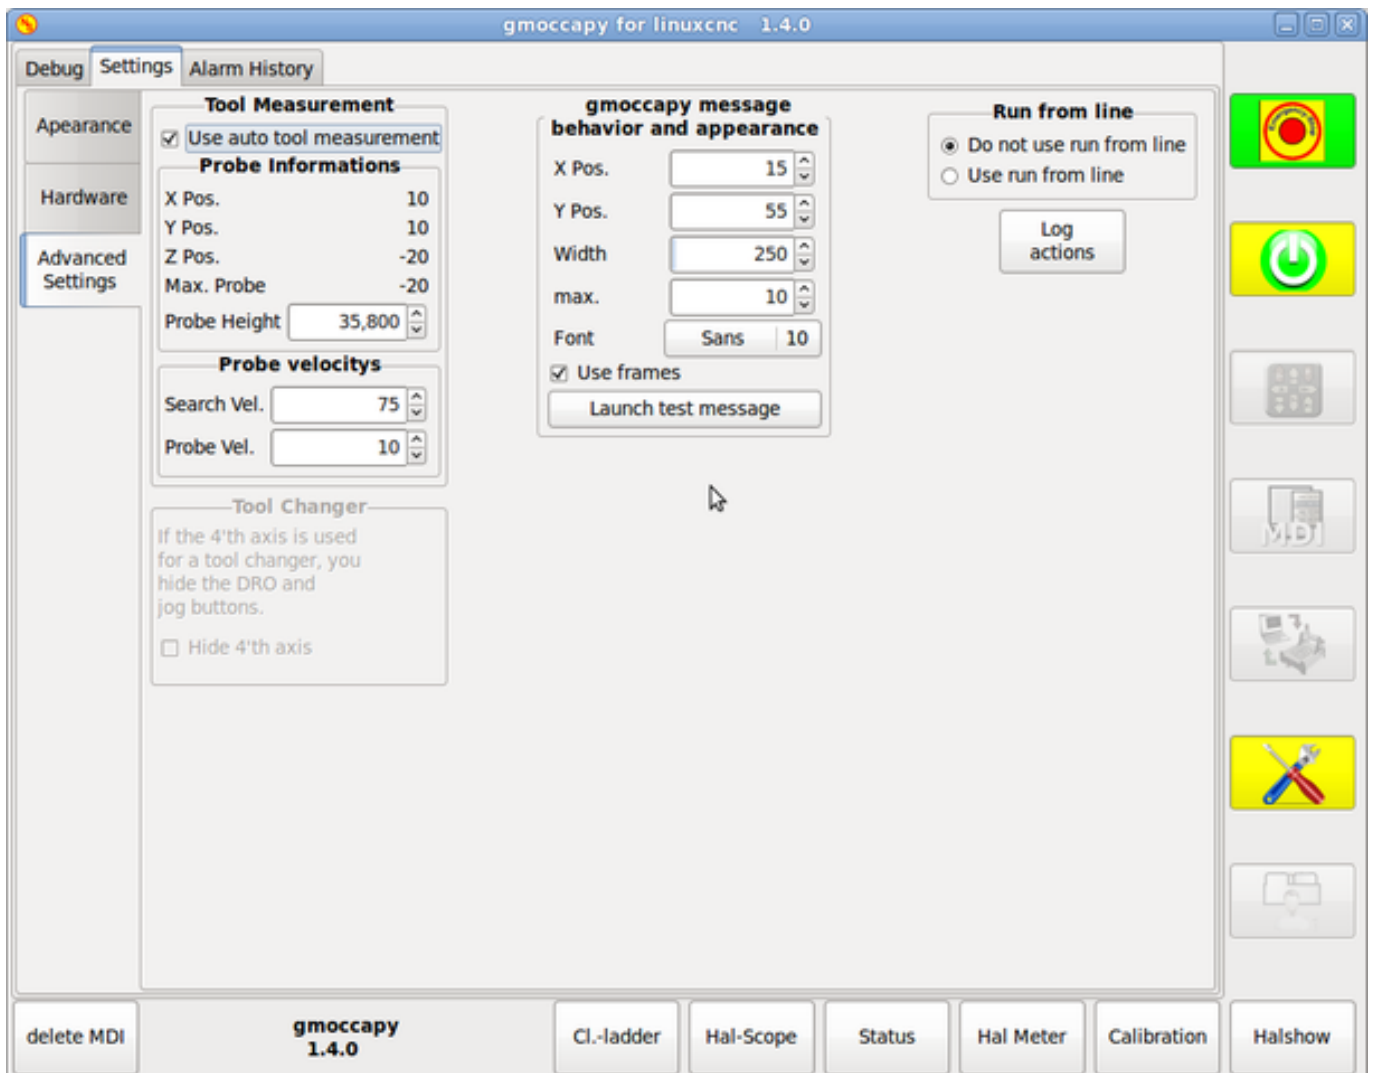 gmoccapy for linuxcnc 1.4.0
Debug
Settings
Alarm History
Apearance
Hardware
Advanced
Settings
Tool Measurement
Use auto tool measurement
Probe Informations
X Pos. 10
Y Pos. 10
Z Pos. -20
Max. Probe -20
Probe Height 35,800
Probe velocitys
Search Vel. 75
Probe Vel. 10
Tool Changer
If the 4'th axis is used
for a tool changer, you
hide the DRO and
jog buttons.
Hide 4'th axis
gmoccapy message
behavior and appearance
X Pos. 15
Y Pos. 55
Width 250
max. 10
Font Sans 10
Use frames
Launch test message
Run from line
Do not use run from line
Use run from line
Log
actions
MDI
delete MDI
gmoccapy
1.4.0
Cl.-ladder
Hal-Scope
Status
Hal Meter
Calibration
Halshow